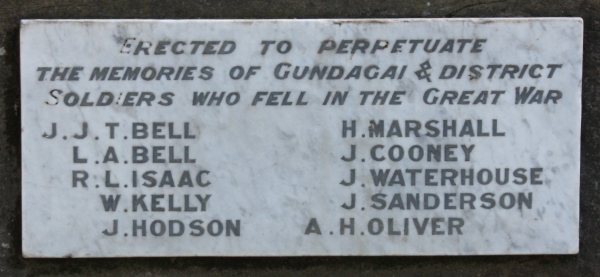 ERECTED TO PERPETUATE
THE MEMORIES OF GUNDAGAI & DISTRICT
SOLDIERS WHO FELL IN THE GREAT WAR
J.J.T.BELL
L.A.BELL
R.L.ISAAC
W.KELLY
J.HODSON
H.MARSHALL
J.COONEY
J.WATERHOUSE
J.SANDERSON
A.H.OLIVER